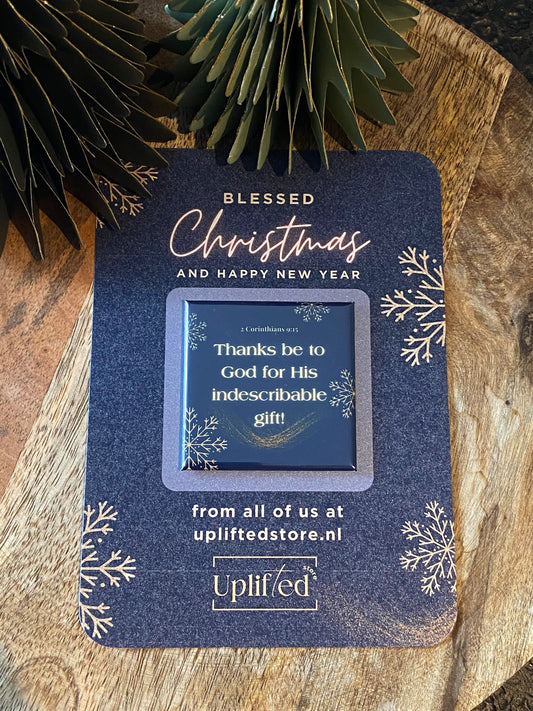 BLESSED
Christmas
AND HAPPY NEW YEAR
2 Corinthians 9:15
Thanks be to
God for His
indescribable
gift!
from all of us at
upliftedstore.nl
Uplifted store